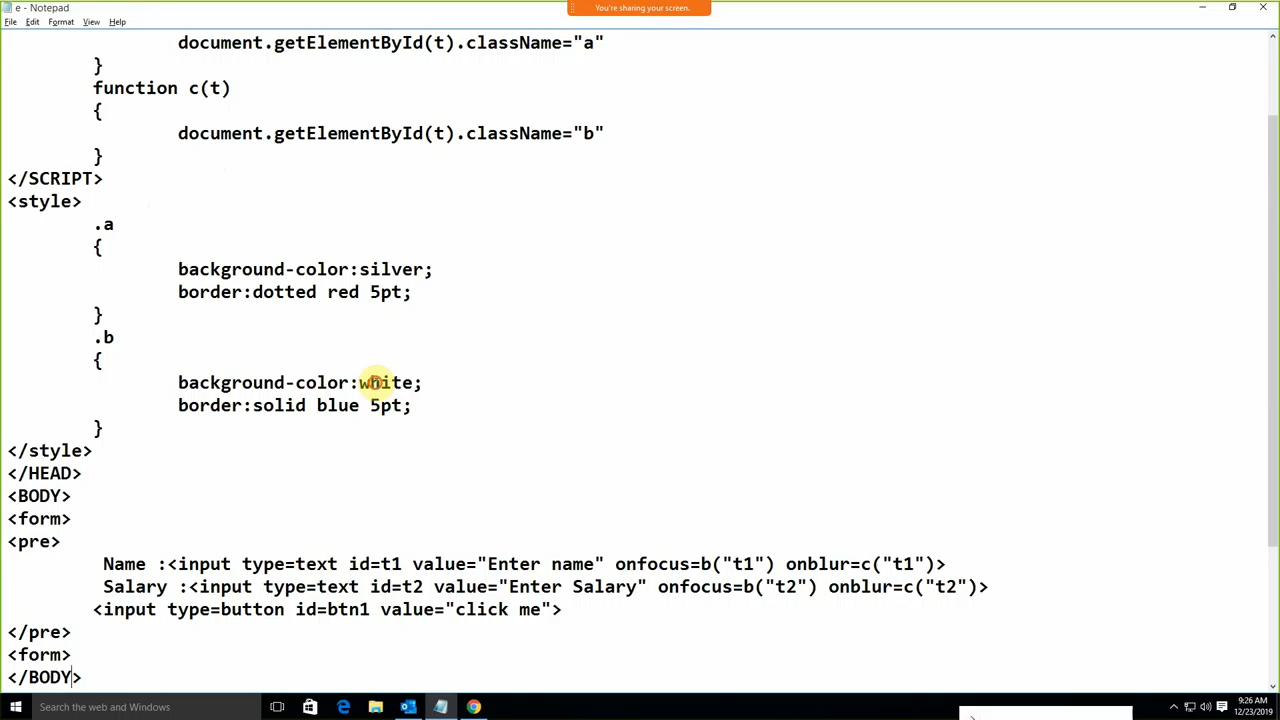 e - Notepad
You're sharing your screen.
File Edit Format View Help
document.getElementById(t).className="a"
}
function c(t)
{
document.getElementById(t).className="b"
}
</SCRIPT>
<style>
.a
{
background-color:silver;
border:dotted red 5pt;
}
.b
{
background-color:white;
border:solid blue 5pt;
}
</style>
</HEAD>
<BODY>
<form>
<pre>
Name :<input type=text id=t1 value="Enter name" onfocus=b("t1") onblur=c("t1")>
Salary :<input type=text id=t2 value="Enter Salary" onfocus=b("t2") onblur=c("t2")>
<input type=button id=btn1 value="click me">
</pre>
<form>
</BODY>
Search the web and Windows
9:26 AM
12/23/2019